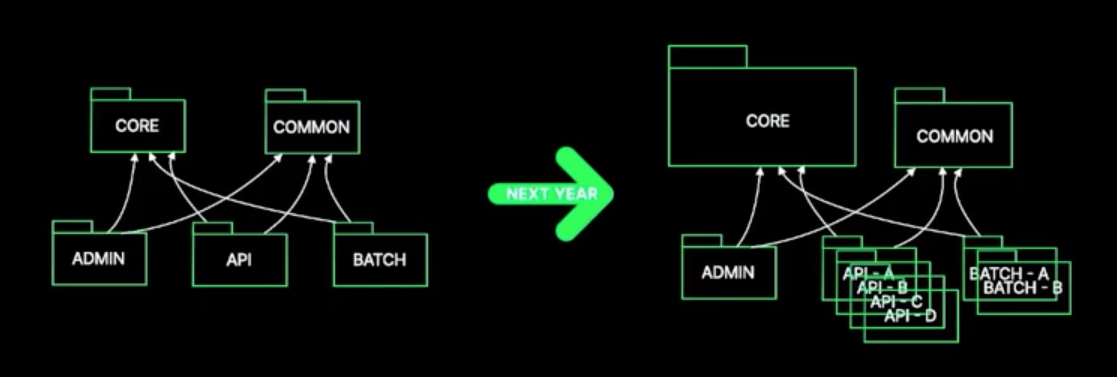 CORE
COMMON
ADMIN
API
BATCH
NEXT YEAR
CORE
COMMON
ADMIN
API - A
API - B
API - C
API - D
BATCH - A
BATCH - B